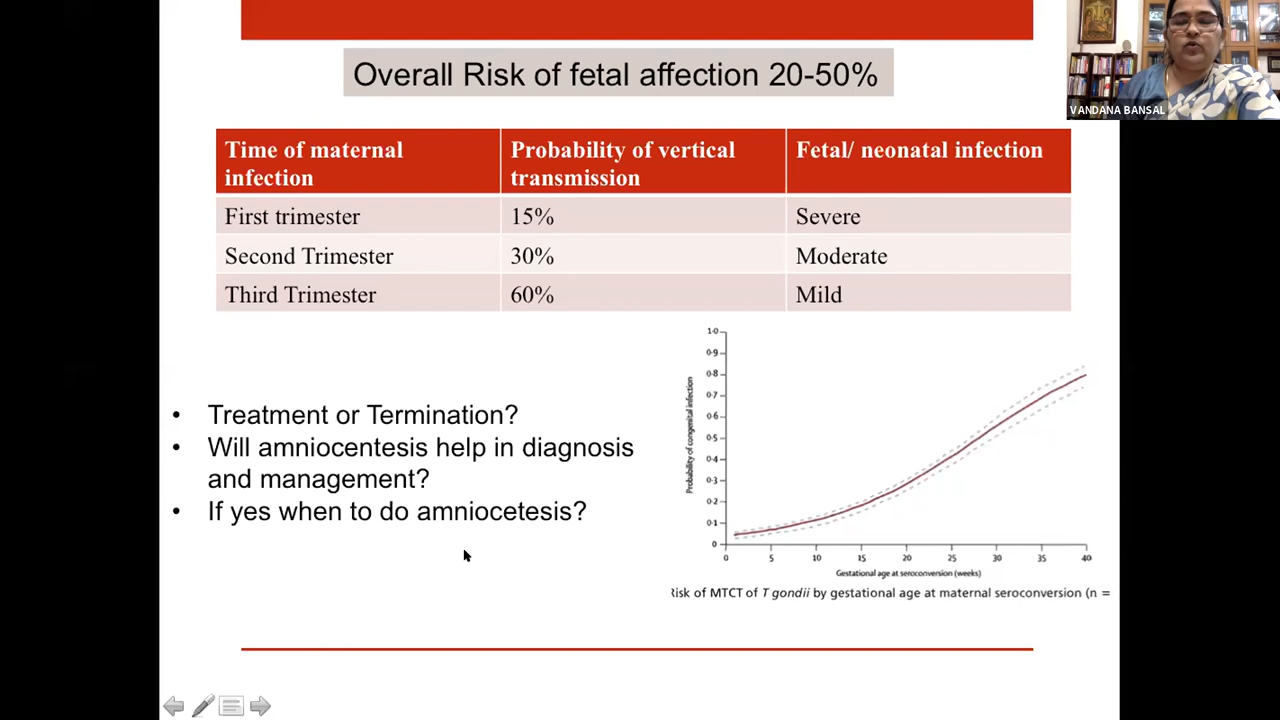 Overall Risk of fetal affection 20-50%
VANDANA BANSAL
Time of maternal infection
Probability of vertical transmission
Fetal/ neonatal infection
First trimester
15%
Severe
Second Trimester
30%
Moderate
Third Trimester
60%
Mild
• Treatment or Termination?
• Will amniocentesis help in diagnosis
and management?
• If yes when to do amniocetesis?
Probability of congenital infection
1·0
0·9
0·8
0·7
0·6
0·5
0·4
0·3
0·2
0·1
0
0 5 10 15 20 25 30 35 40
Gestational age at seroconversion (weeks)
Risk of MTCT of T gondii by gestational age at maternal seroconversion (n =